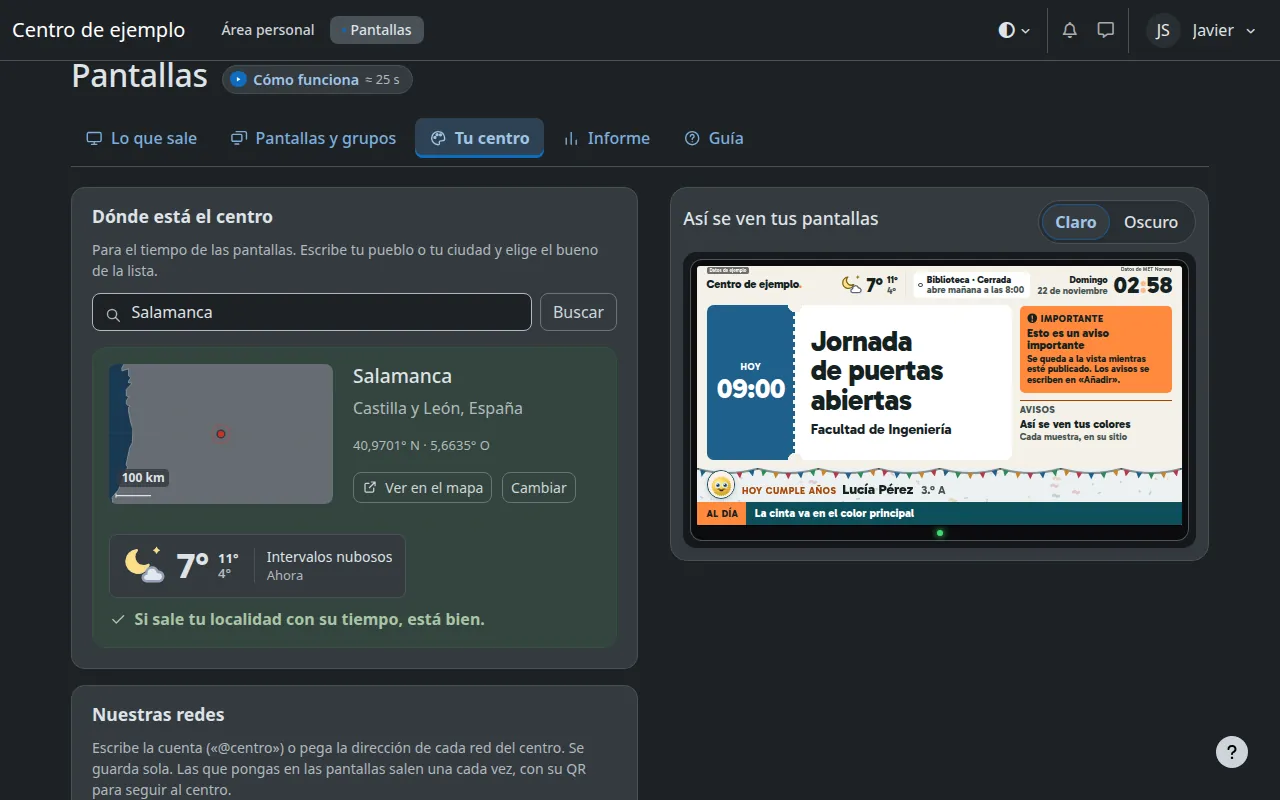 Centro de ejemplo
Área personal
Pantallas
JS
Javier
Pantallas
Cómo funciona ≈ 25 s
Lo que sale
Pantallas y grupos
Tu centro
Informe
Guía
Dónde está el centro
Para el tiempo de las pantallas. Escribe tu pueblo o tu ciudad y elige el bueno
de la lista.
Salamanca
Buscar
100 km
Salamanca
Castilla y León, España
40,9701° N · 5,6635° O
Ver en el mapa
Cambiar
7º
11°
4°
Intervalos nubosos
Ahora
Si sale tu localidad con su tiempo, está bien.
Nuestras redes
Escribe la cuenta («@centro») o pega la dirección de cada red del centro. Se
guarda sola. Las que pongas en las pantallas salen una cada vez, con su QR
para seguir al centro.
Así se ven tus pantallas
Claro
Oscuro
Datos de ejemplo
Centro de ejemplo.
7º
11°
4°
Biblioteca · Cerrada
abre mañana a las 8:00
Datos de MET Norway
Domingo
22 de noviembre
02:58
HOY
09:00
Jornada
de puertas
abiertas
Facultad de Ingeniería
IMPORTANTE
Esto es un aviso
importante
Se queda a la vista mientras
esté publicado. Los avisos se
escriben en «Añadir».
AVISOS
Así se ven tus colores
Cada muestra, en su sitio
HOY CUMPLE AÑOS Lucía Pérez 3.º A
AL DÍA
La cinta va en el color principal
?